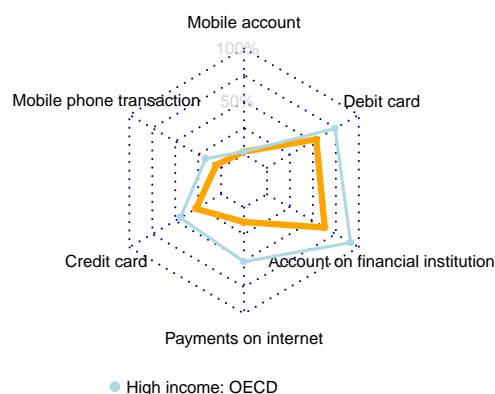 Mobile account
100%
Mobile phone transaction
50%
Debit card
Credit card
Account on financial institution
Payments on internet
High income: OECD